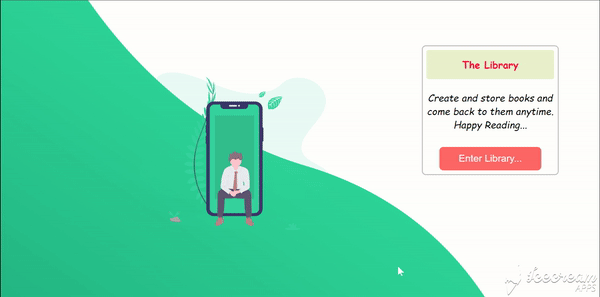 The Library
Create and store books and
come back to them anytime.
Happy Reading...
Enter Library...
Icecream
APPS